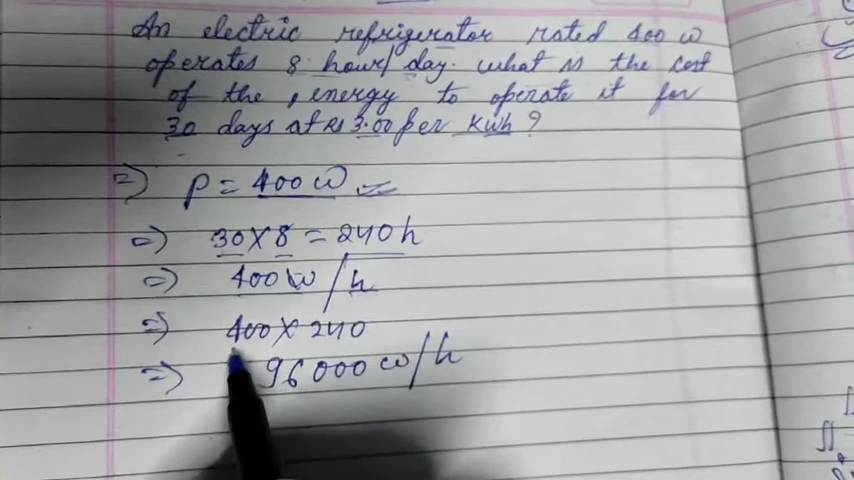 An electric refrigerator rated 400 W
operates 8 hour/day. what is the cost
of the energy to operate it for
30 days at Rs 3.00 per kwh?
=) P = 400 W
=) 30 X 8 = 240 h
=) 400 W/h
=) 400 X 240
=) 96000 W/h